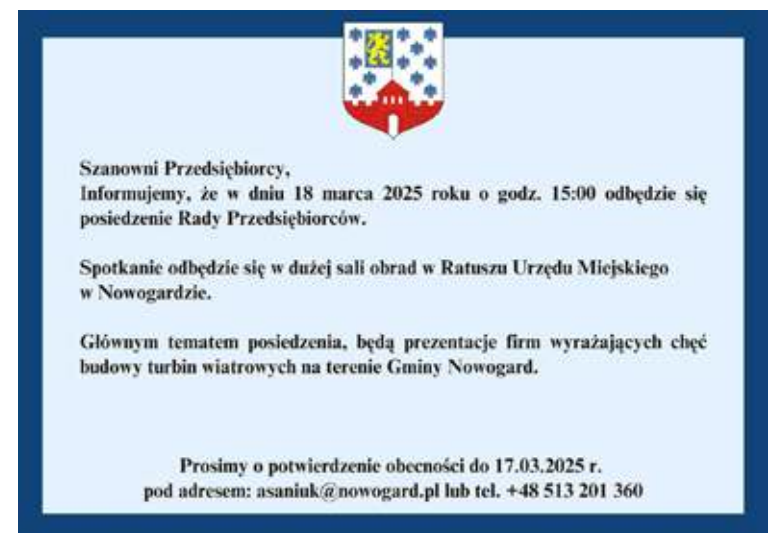 Szanowni Przedsiębiorcy,
Informujemy, że w dniu 18 marca 2025 roku o godz. 15:00 odbędzie się
posiedzenie Rady Przedsiębiorców.
Spotkanie odbędzie się w dużej sali obrad w Ratuszu Urzędu Miejskiego
w Nowogardzie.
Głównym tematem posiedzenia, będą prezentacje firm wyrażających chęć
budowy turbin wiatrowych na terenie Gminy Nowogard.
Prosimy o potwierdzenie obecności do 17.03.2025 r.
pod adresem: asaniuk@nowogard.pl lub tel. +48 513 201 360